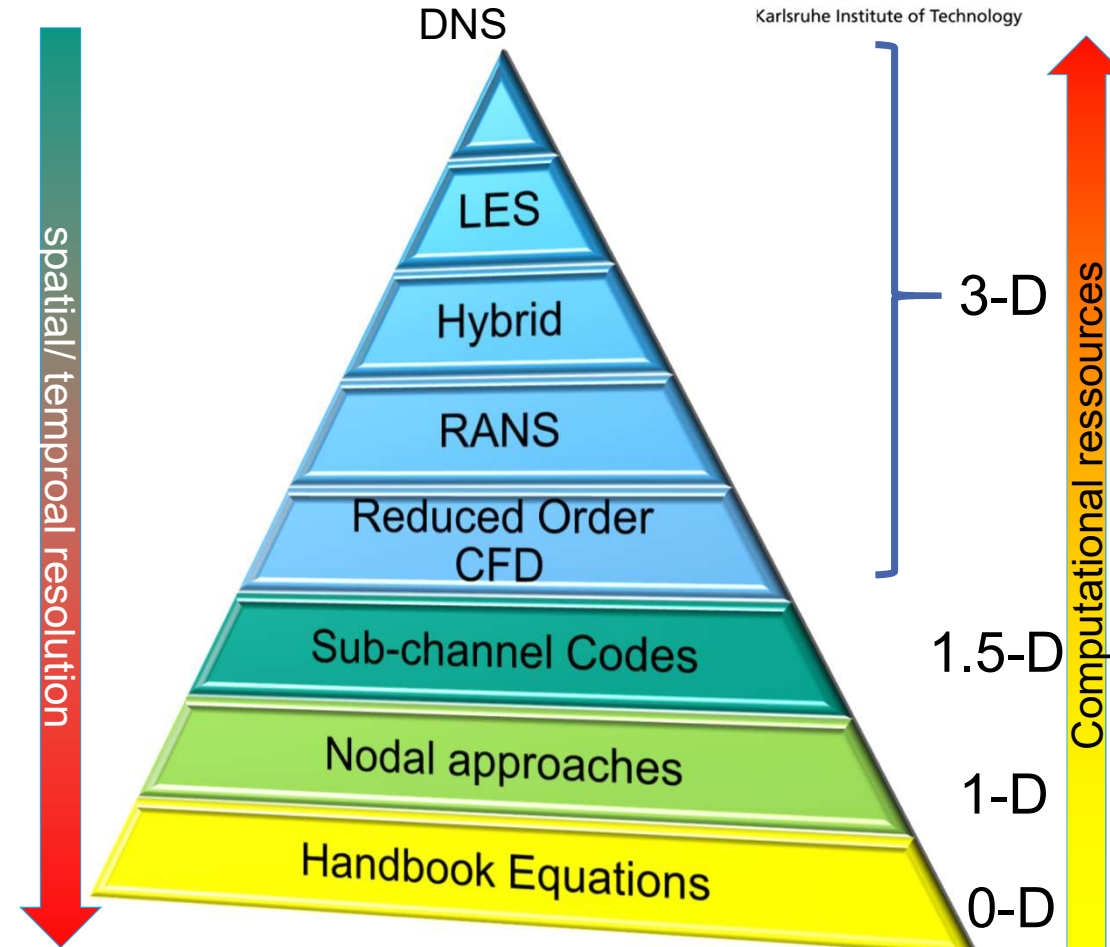 Karlsruhe Institute of Technology
DNS
LES
Hybrid
RANS
Reduced Order
CFD
Sub-channel Codes
Nodal approaches
Handbook Equations
spatial/ temproal resolution
3-D
1.5-D
1-D
0-D
Computational ressources